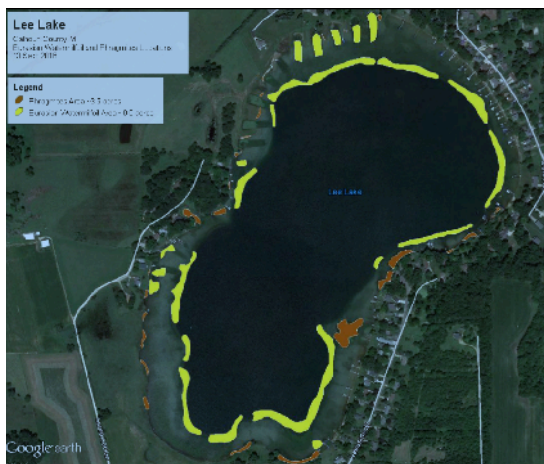 Lee Lake
Calhoun County MI
Eurasian Watermilfoil and Phragmites Locations
Legend
Phragmites Area -
Eurasian Watermilfoil Area -
Lee Lake
Google earth